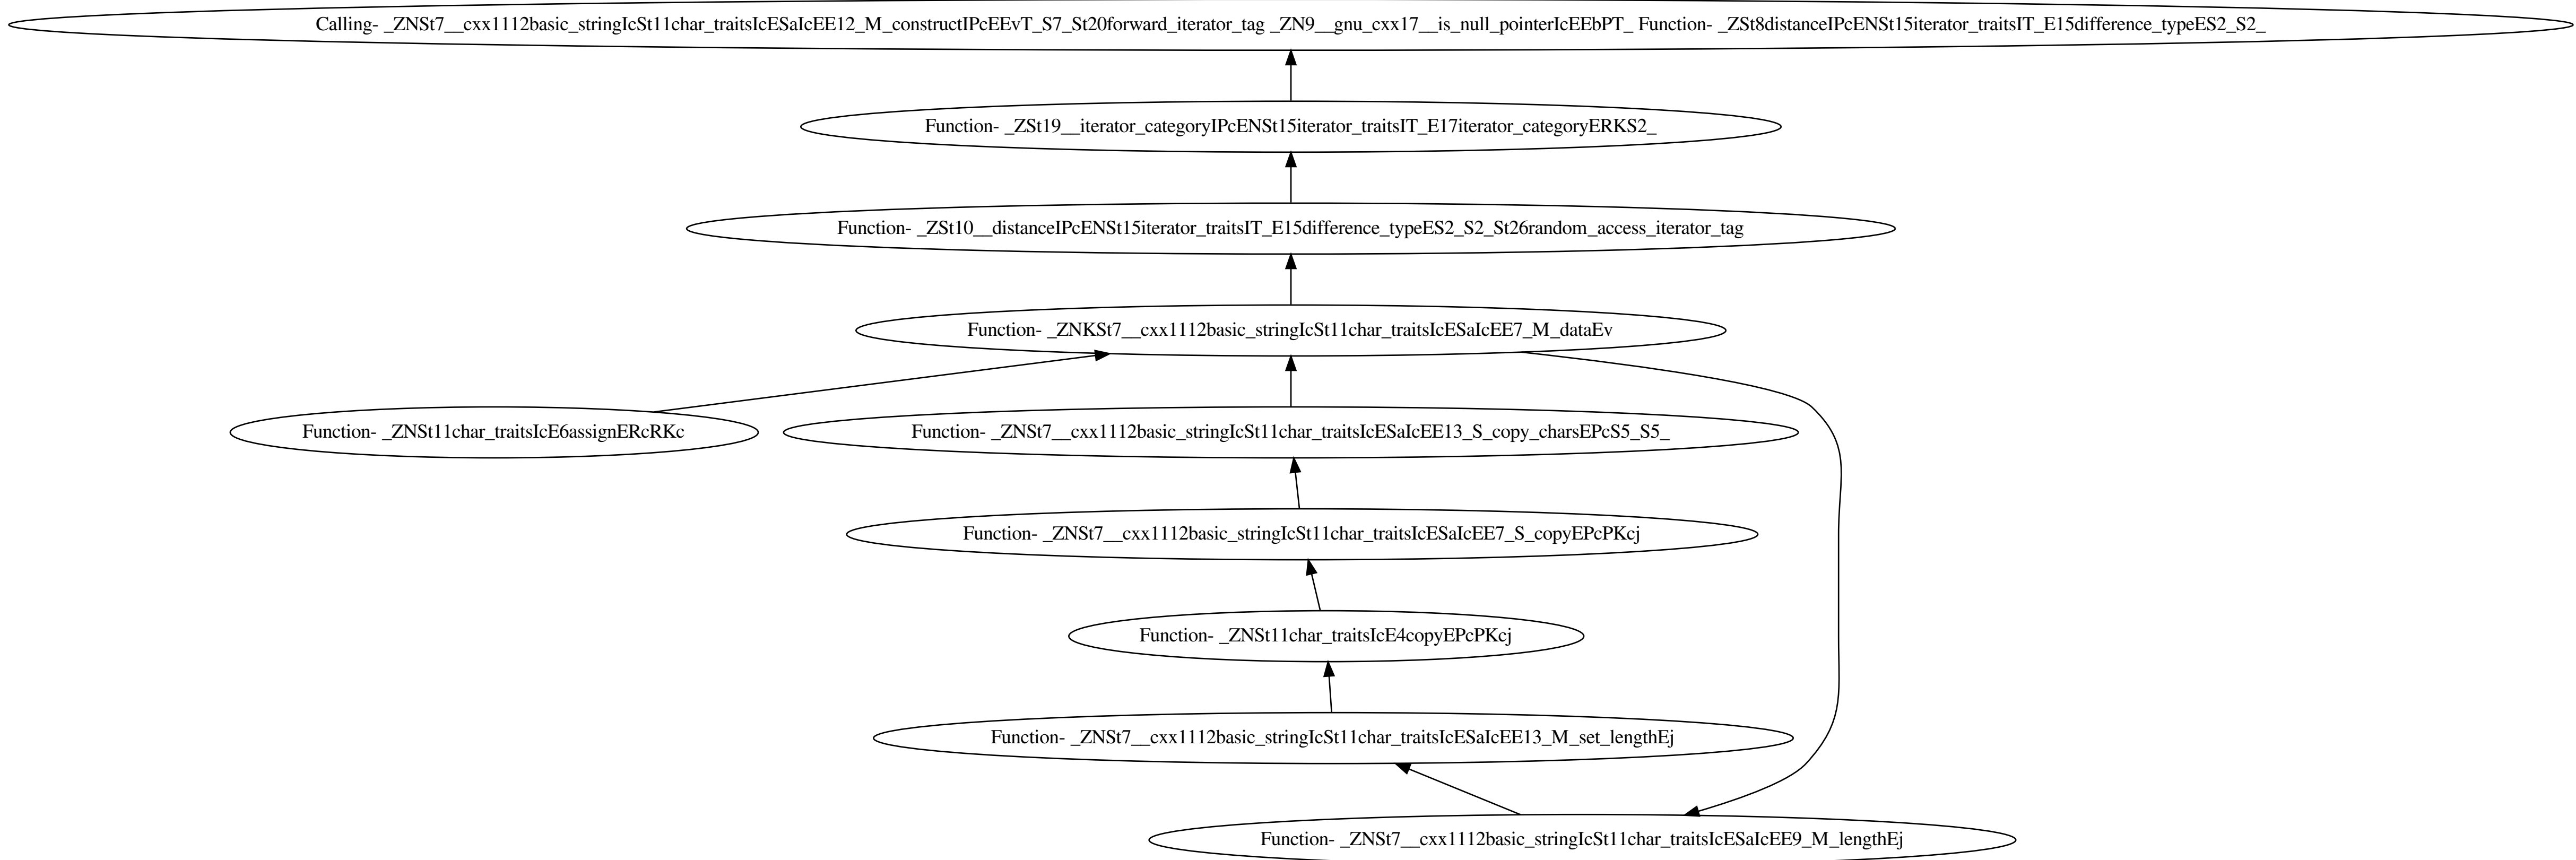 Calling- _ZNSt7__cxx1112basic_stringIcSt11char_traitsIcESaIcEE12_M_constructIPcEEvT_S7_St20forward_iterator_tag _ZN9__gnu_cxx17__is_null_pointerIcEEbPT_ Function- _ZSt8distanceIPcENSt15iterator_traitsIT_E15difference_typeES2_S2_
Function- _ZSt19__iterator_categoryIPcENSt15iterator_traitsIT_E17iterator_categoryERKS2_
Function- _ZSt10__distanceIPcENSt15iterator_traitsIT_E15difference_typeES2_S2_St26random_access_iterator_tag
Function- _ZNKSt7__cxx1112basic_stringIcSt11char_traitsIcESaIcEE7_M_dataEv
Function- _ZNSt11char_traitsIcE6assignERcRKc
Function- _ZNSt7__cxx1112basic_stringIcSt11char_traitsIcESaIcEE13_S_copy_charsEPcS5_S5_
Function- _ZNSt7__cxx1112basic_stringIcSt11char_traitsIcESaIcEE7_S_copyEPcPKcj
Function- _ZNSt11char_traitsIcE4copyEPcPKcj
Function- _ZNSt7__cxx1112basic_stringIcSt11char_traitsIcESaIcEE13_M_set_lengthEj
Function- _ZNSt7__cxx1112basic_stringIcSt11char_traitsIcESaIcEE9_M_lengthEj